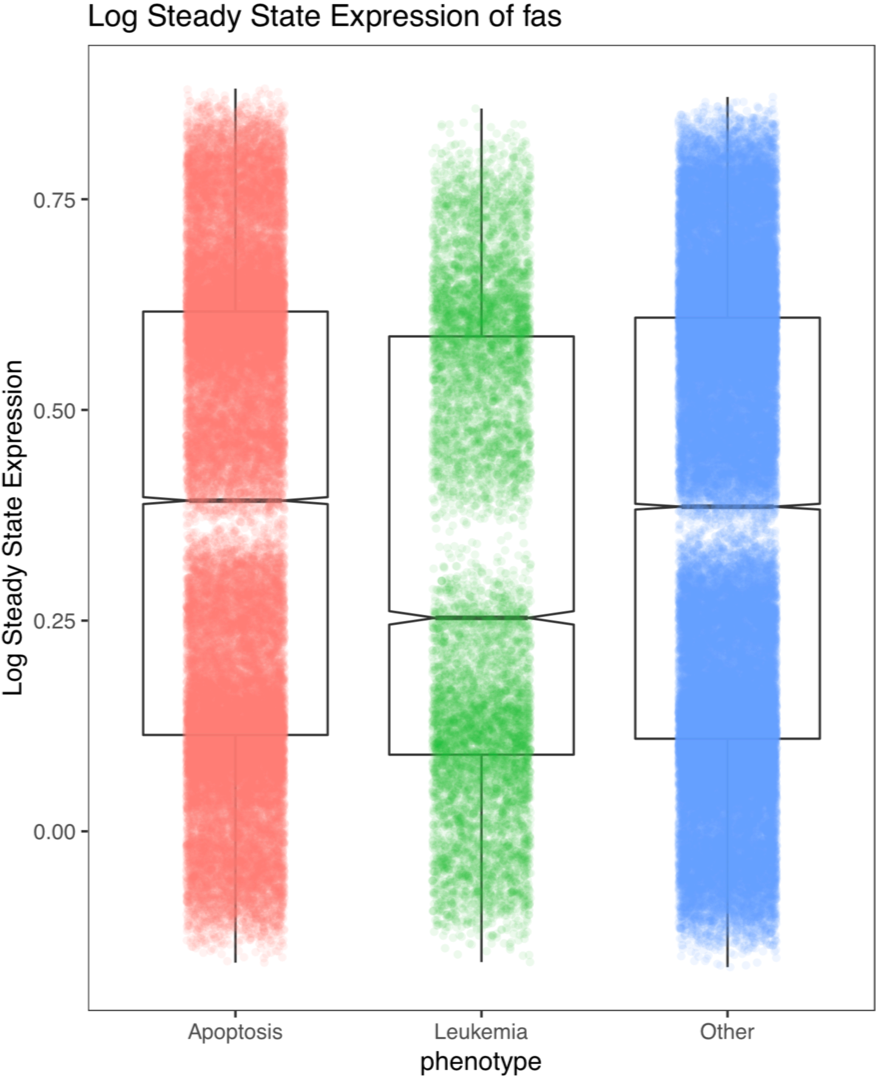 Log Steady State Expression of fas
Log Steady State Expression
0.75
0.50
0.25
0.00
Apoptosis
Leukemia
Other
phenotype